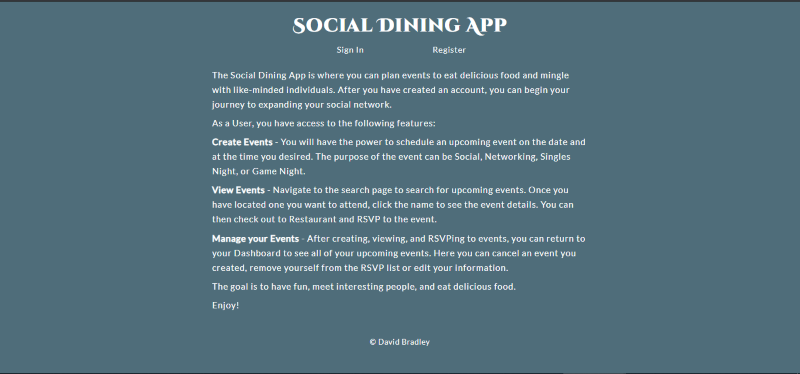 Social Dining App
Sign In Register
The Social Dining App is where you can plan events to eat delicious food and mingle
with like-minded individuals. After you have created an account, you can begin your
journey to expanding your social network.
As a User, you have access to the following features:
Create Events - You will have the power to schedule an upcoming event on the date and
at the time you desired. The purpose of the event can be Social, Networking, Singles
Night, or Game Night.
View Events - Navigate to the search page to search for upcoming events. Once you
have located one you want to attend, click the name to see the event details. You can
then check out to Restaurant and RSVP to the event.
Manage your Events - After creating, viewing, and RSVPing to events, you can return to
your Dashboard to see all of your upcoming events. Here you can cancel an event you
created, remove yourself from the RSVP list or edit your information.
The goal is to have fun, meet interesting people, and eat delicious food.
Enjoy!
© David Bradley